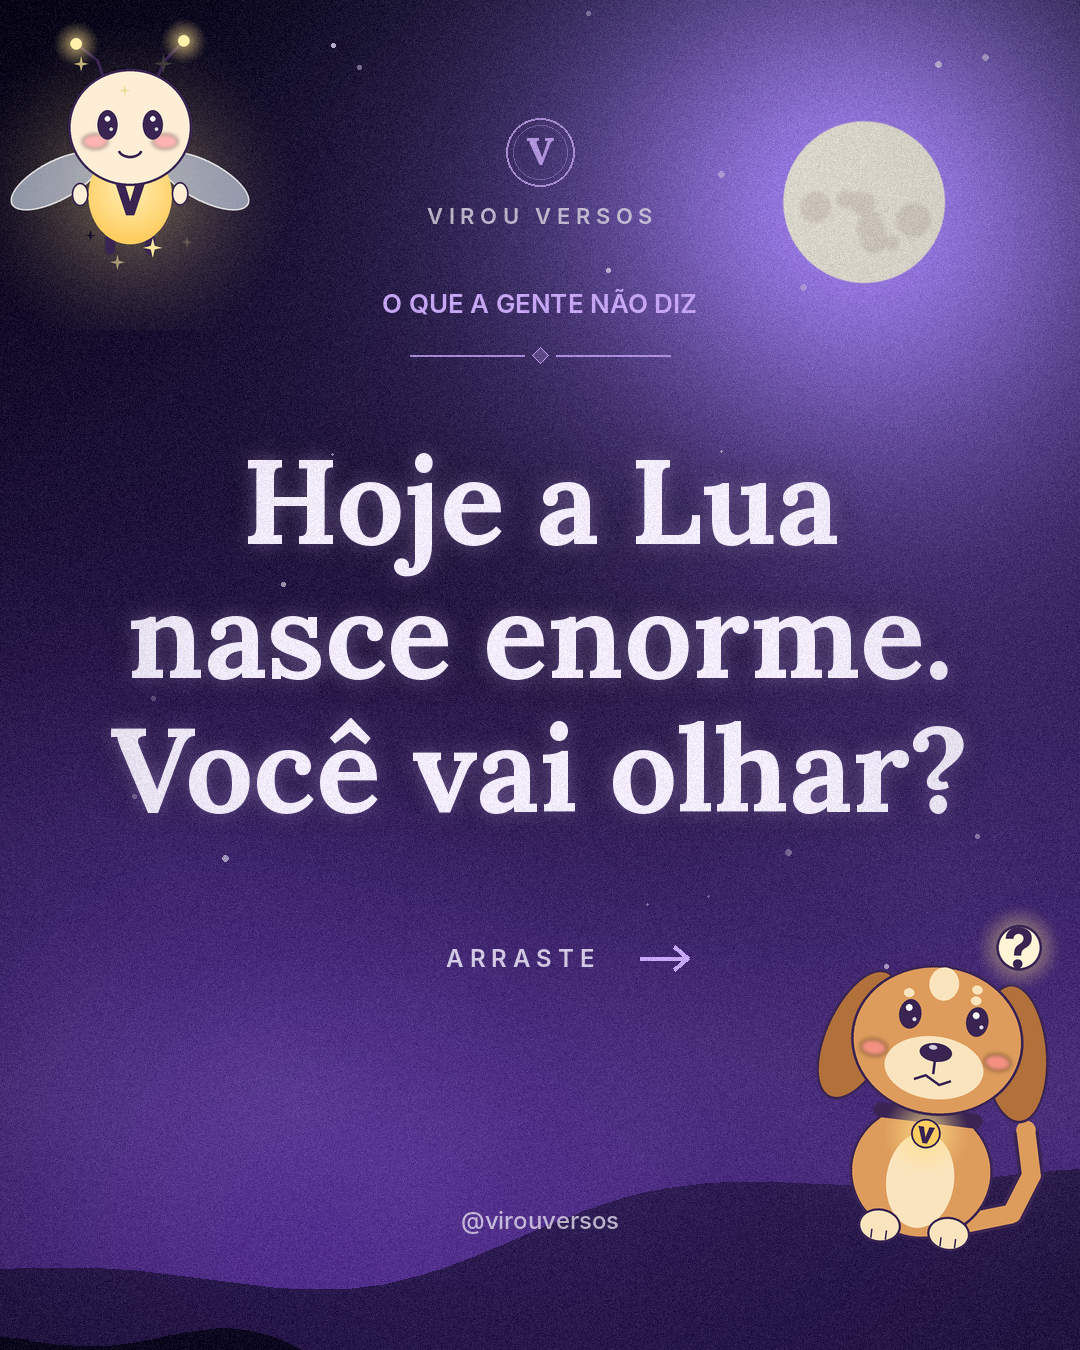 V
V
VIROU VERSOS
O QUE A GENTE NÃO DIZ
Hoje a Lua
nasce enorme.
Você vai olhar?
ARRASTE
?
V
@virouversos